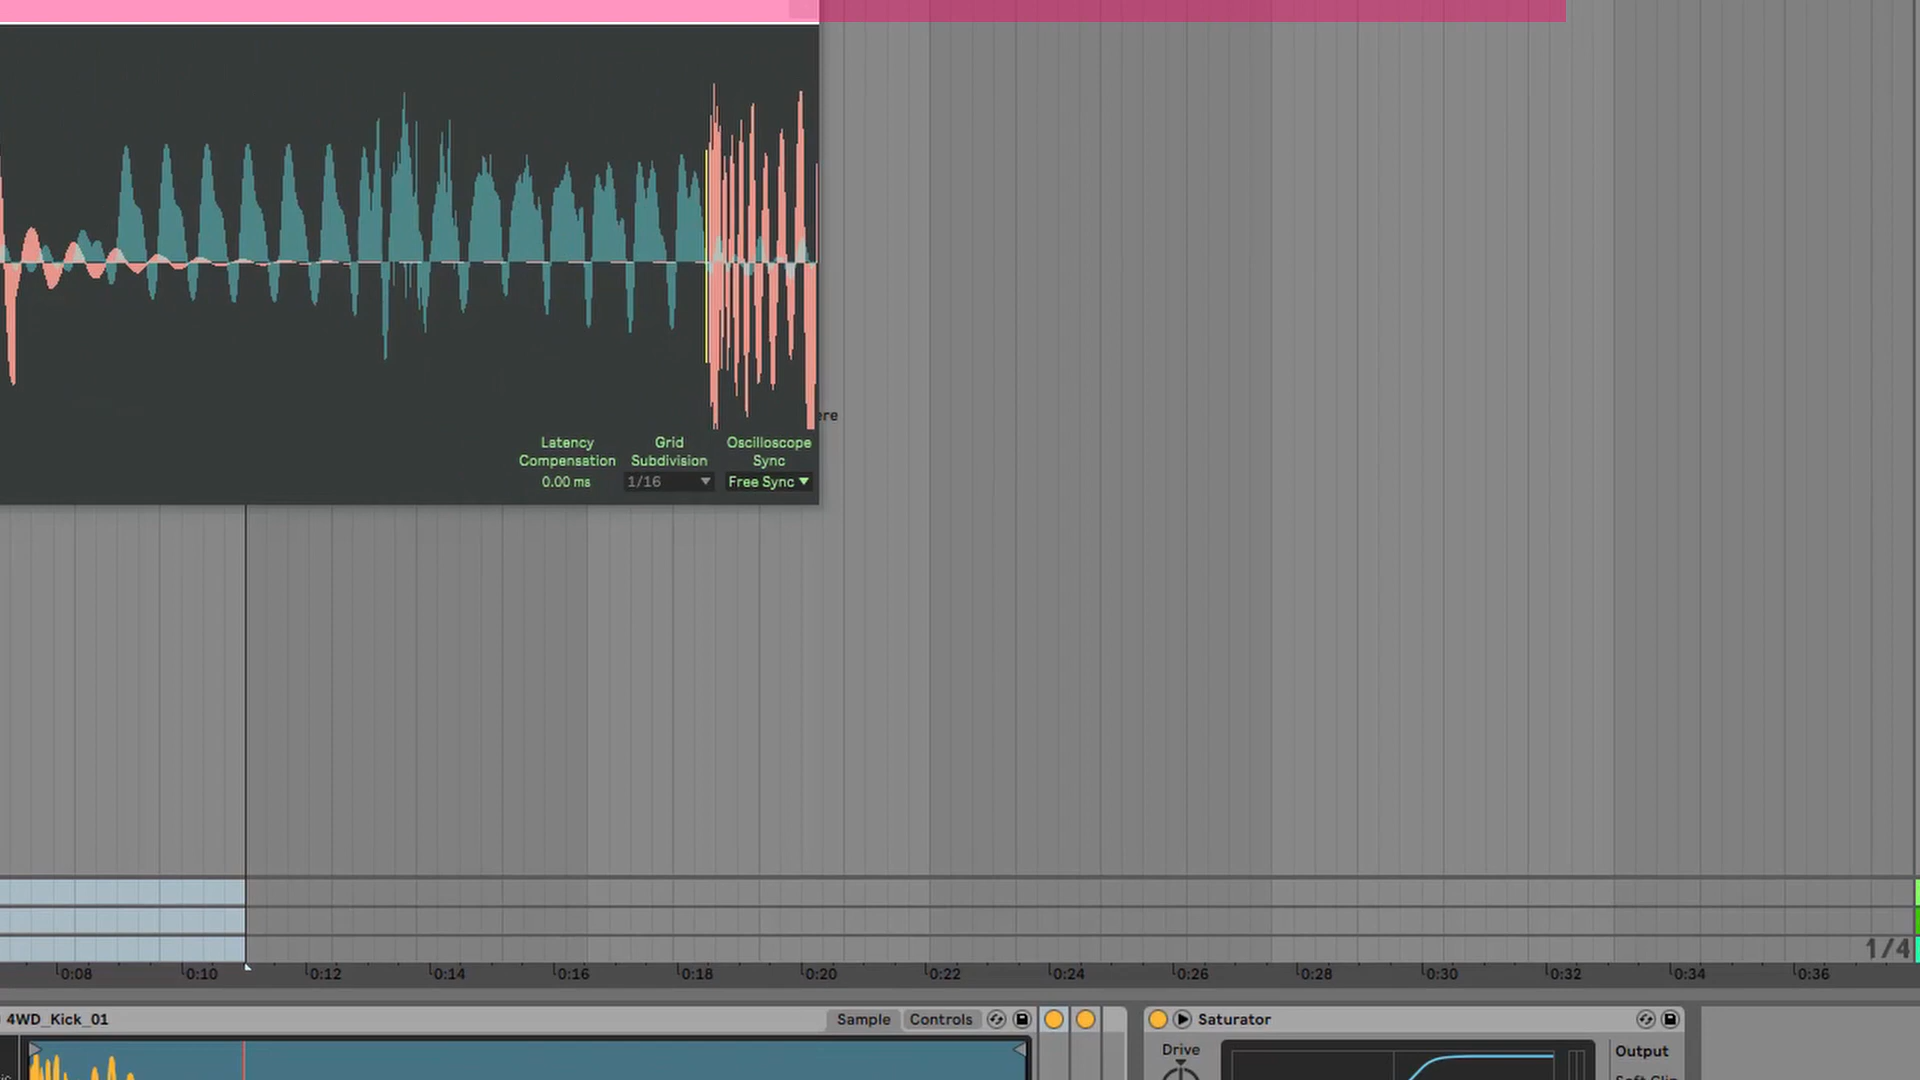 ere
Latency Grid Oscilloscope
Compensation Subdivision Sync
0.00 ms 1/16 Free Sync
1/4
0:08 0:10 0:12 0:14 0:16 0:18 0:20 0:22 0:24 0:26 0:28 0:30 0:32 0:34 0:36
4WD_Kick_01 Sample Controls Saturator
Drive Output